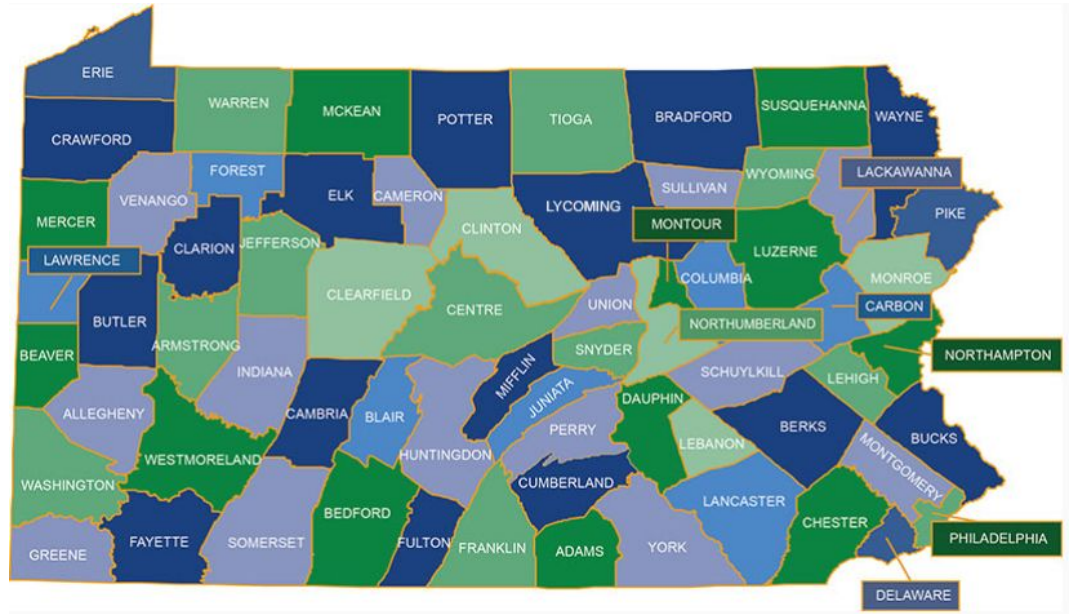 ERIE
WARREN
MCKEAN
POTTER
TIOGA
BRADFORD
SUSQUEHANNA
WAYNE
CRAWFORD
FOREST
ELK
CAMERON
SULLIVAN
WYOMING
LACKAWANNA
VENANGO
MERCER
LYCOMING
PIKE
CLARION
JEFFERSON
CLINTON
MONTOUR
LUZERNE
LAWRENCE
CLEARFIELD
COLUMBIA
MONROE
CENTRE
UNION
CARBON
BUTLER
NORTHUMBERLAND
ARMSTRONG
SNYDER
BEAVER
NORTHAMPTON
INDIANA
MIFFLIN
SCHUYLKILL
LEHIGH
JUNIATA
DAUPHIN
ALLEGHENY
CAMBRIA
BLAIR
PERRY
BERKS
BUCKS
LEBANON
HUNTINGDON
WESTMORELAND
MONTGOMERY
WASHINGTON
CUMBERLAND
LANCASTER
BEDFORD
CHESTER
PHILADELPHIA
GREENE
FAYETTE
SOMERSET
FULTON
FRANKLIN
ADAMS
YORK
DELAWARE